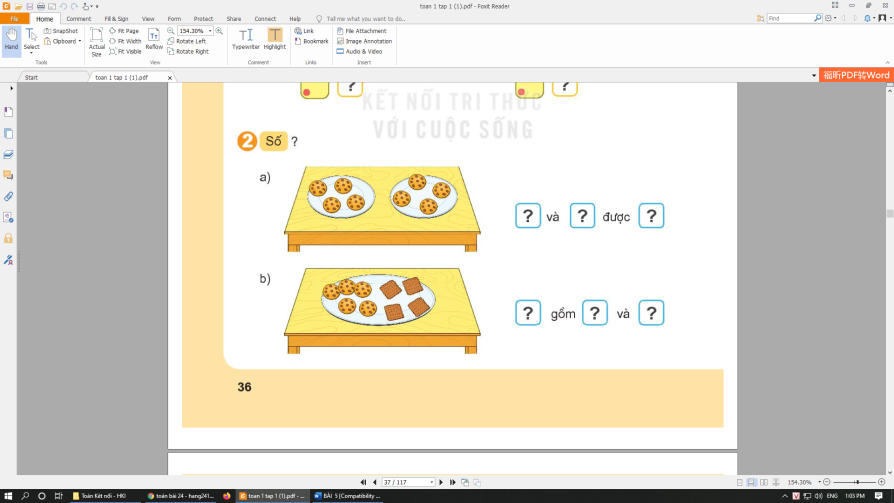 toan 1 tap 1 (1).pdf - Foxit Reader
File Home Comment Fill & Sign View Form Protect Share Connect Help Tell me what you want to do.. Find
Hand Select SnapShot Clipboard Actual Size Fit Page Fit Width Fit Visible Reflow 154.30% Rotate Left Rotate Right Typewriter Highlight Link Bookmark File Attachment Image Annotation Audio & Video
Tools View Comment Links Insert
Start toan 1 tap 1 (1).pdf 福昕PDF转Word
? ?
KẾT NỐI TRI THỨC
VỚI CUỘC SỐNG
2 Số ?
a)
? và ? được ?
b)
? gồm ? và ?
36
37 / 117 154.30%
Toán Kết nối - HKI toán bài 24 - hang241... toan 1 tap 1 (1).pdf - ... BÀI 5 [Compatibility ... V ENG 1:03 PM